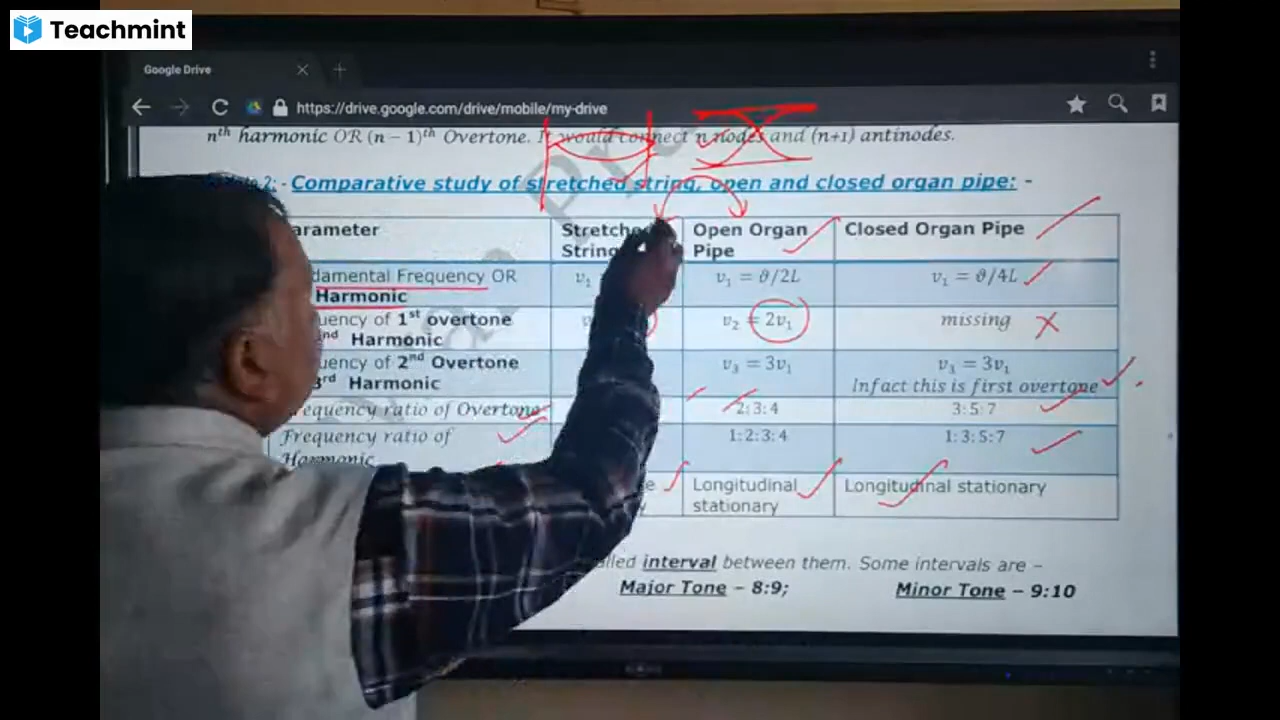 Teachmint
Google Drive
https://drive.google.com/drive/mobile/my-drive
nth harmonic OR (n − 1)th Overtone. It would connect n nodes and (n+1) antinodes.
2: - Comparative study of stretched string, open and closed organ pipe: -
arameter
Stretche
String
Open Organ
Pipe
Closed Organ Pipe
damental Frequency OR
Harmonic
v₁
v₁ = ϑ/2L
v₁ = ϑ/4L
uency of 1st overtone
nd Harmonic
v₂ = 2v₁
missing
uency of 2nd Overtone
3rd Harmonic
v₃ = 3v₁
v₃ = 3v₁
Infact this is first overtone
requency ratio of Overtone
2: 3: 4
3: 5: 7
Frequency ratio of
Harmonic
1: 2: 3: 4
1: 3: 5: 7
Longitudinal
stationary
Longitudinal stationary
alled interval between them. Some intervals are –
Major Tone – 8:9;
Minor Tone – 9:10